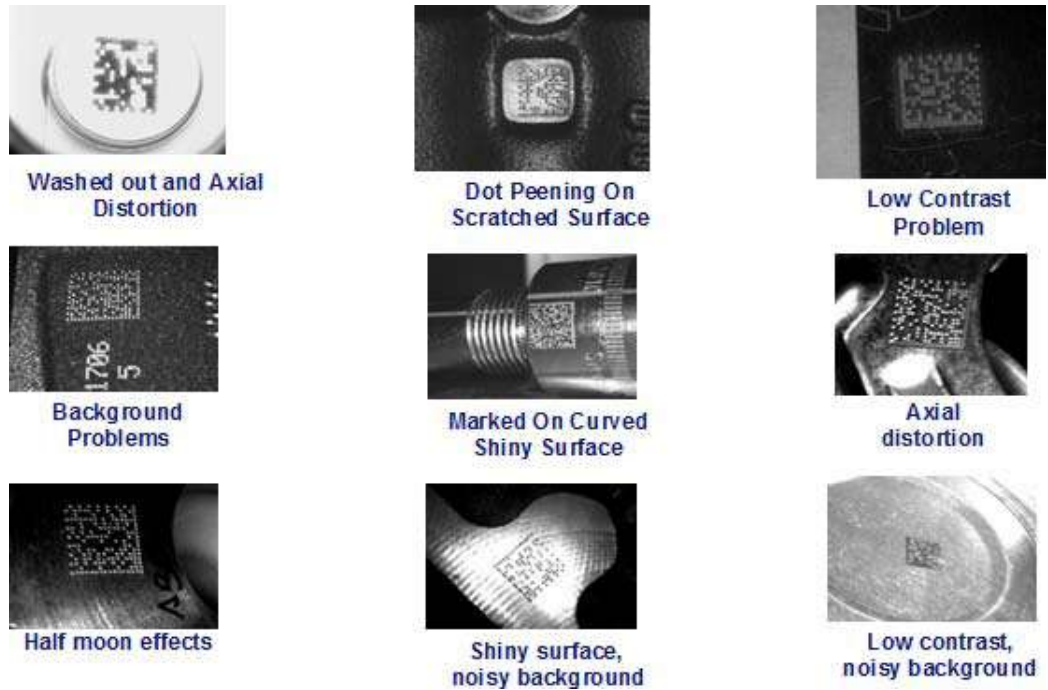 Washed out and Axial
Distortion
Dot Peening On
Scratched Surface
Low Contrast
Problem
1706
5
Background
Problems
Marked On Curved
Shiny Surface
Axial
distortion
Half moon effects
Shiny surface,
noisy background
Low contrast,
noisy background